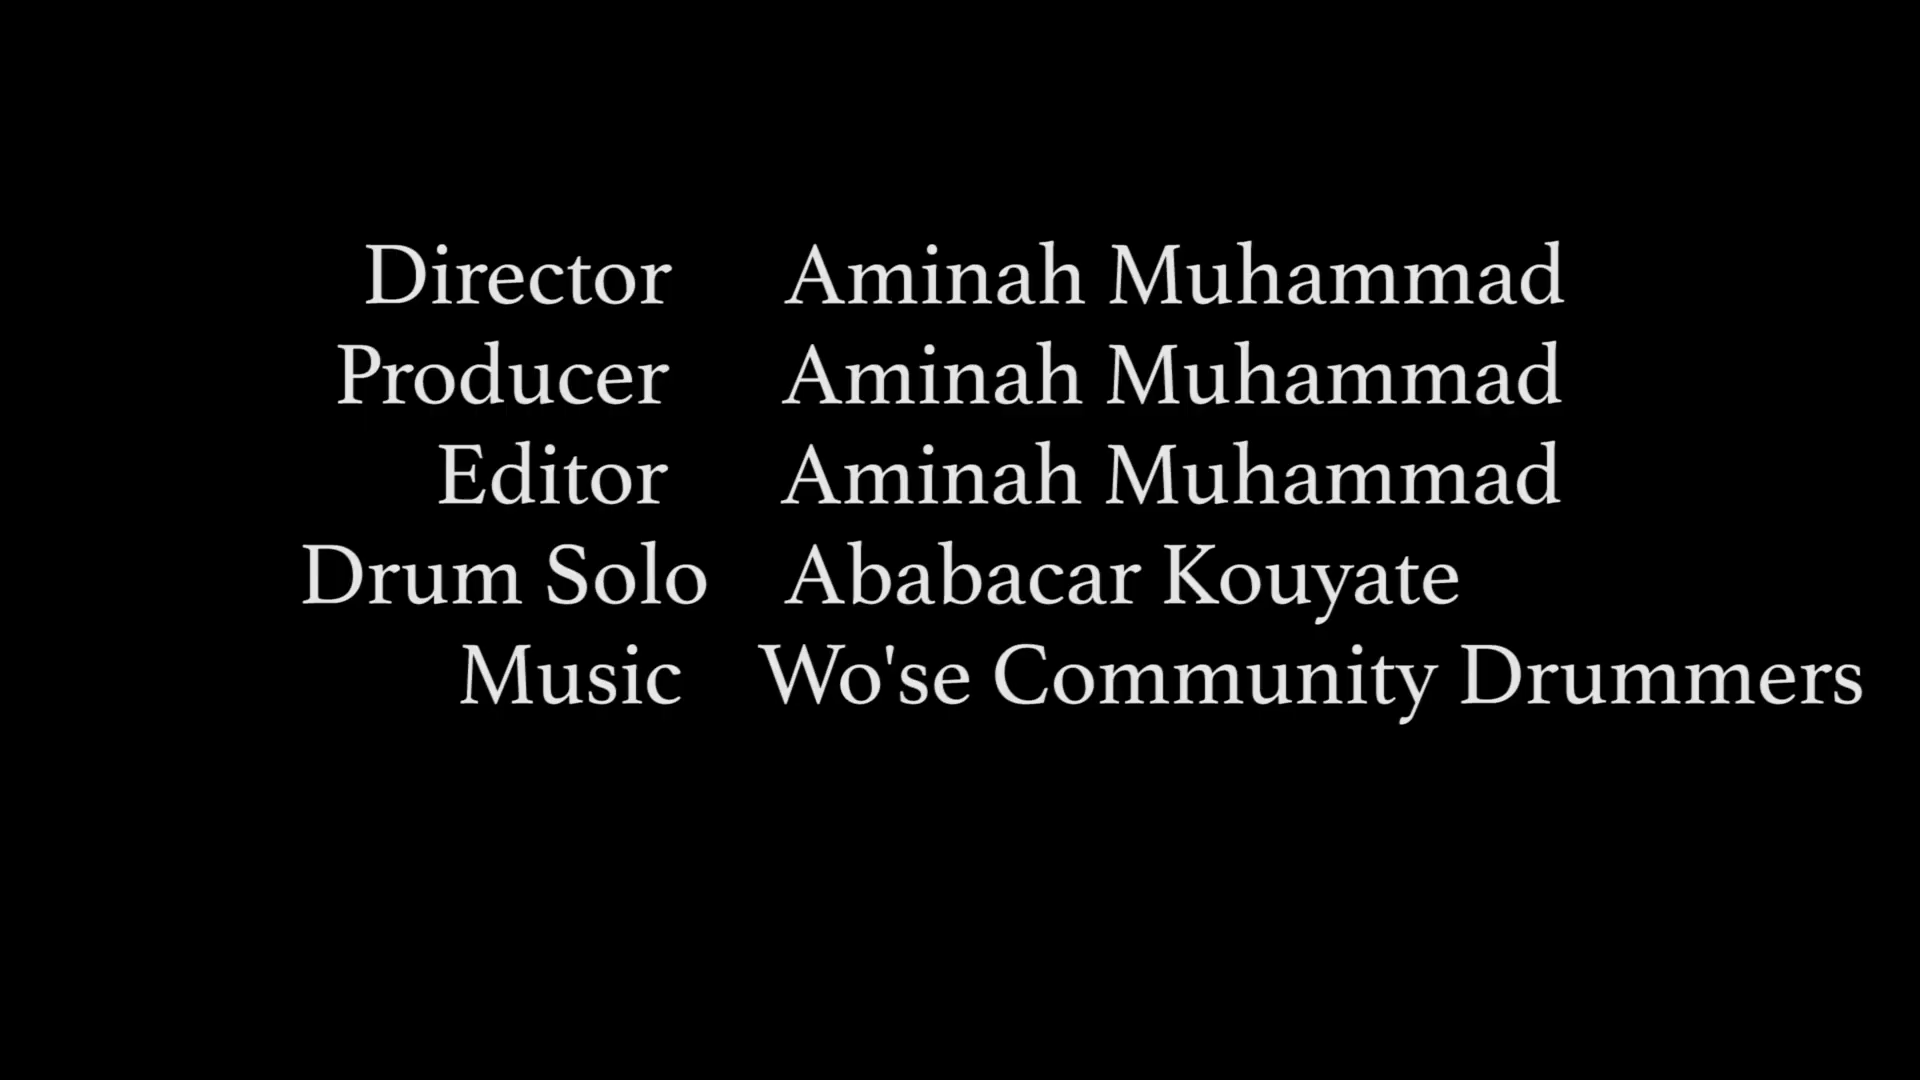 Director Aminah Muhammad
Producer Aminah Muhammad
Editor Aminah Muhammad
Drum Solo Ababacar Kouyate
Music Wo'se Community Drummers